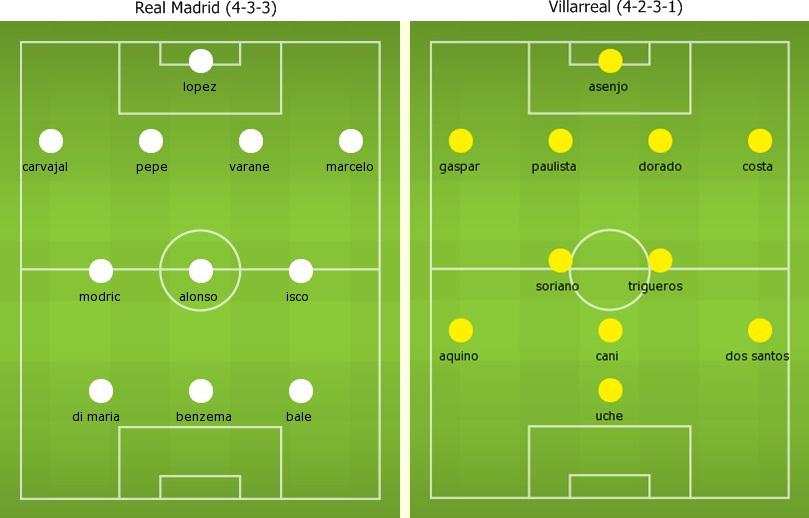 Real Madrid (4-3-3)
lopez
carvajal pepe varane marcelo
modric alonso isco
di maria benzema bale
Villarreal (4-2-3-1)
asenjo
gaspar paulista dorado costa
soriano trigueros
aquino cani dos santos
uche